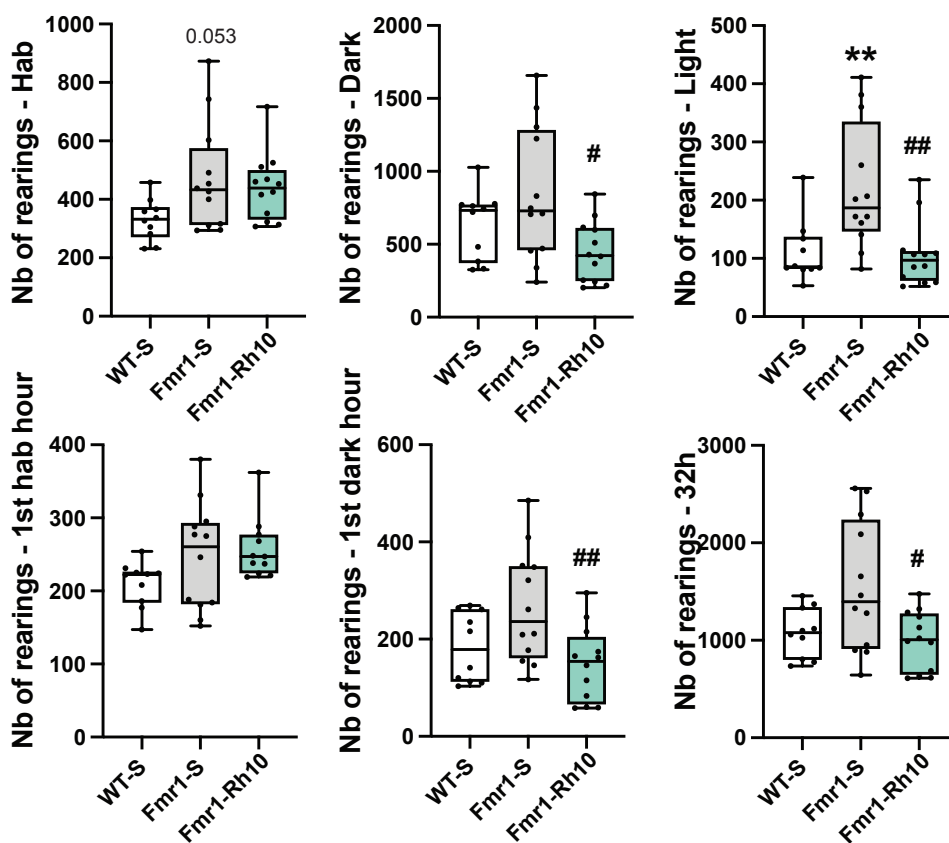 Nb of rearings - Hab
1000
800
600
400
200
0
0.053
WT-S
Fmr1-S
Fmr1-Rh10
Nb of rearings - Dark
2000
1500
1000
500
0
#
WT-S
Fmr1-S
Fmr1-Rh10
Nb of rearings - Light
500
400
300
200
100
0
**
##
WT-S
Fmr1-S
Fmr1-Rh10
Nb of rearings - 1st hab hour
400
300
200
100
0
WT-S
Fmr1-S
Fmr1-Rh10
Nb of rearings - 1st dark hour
600
400
200
0
##
WT-S
Fmr1-S
Fmr1-Rh10
Nb of rearings - 32h
3000
2000
1000
0
#
WT-S
Fmr1-S
Fmr1-Rh10